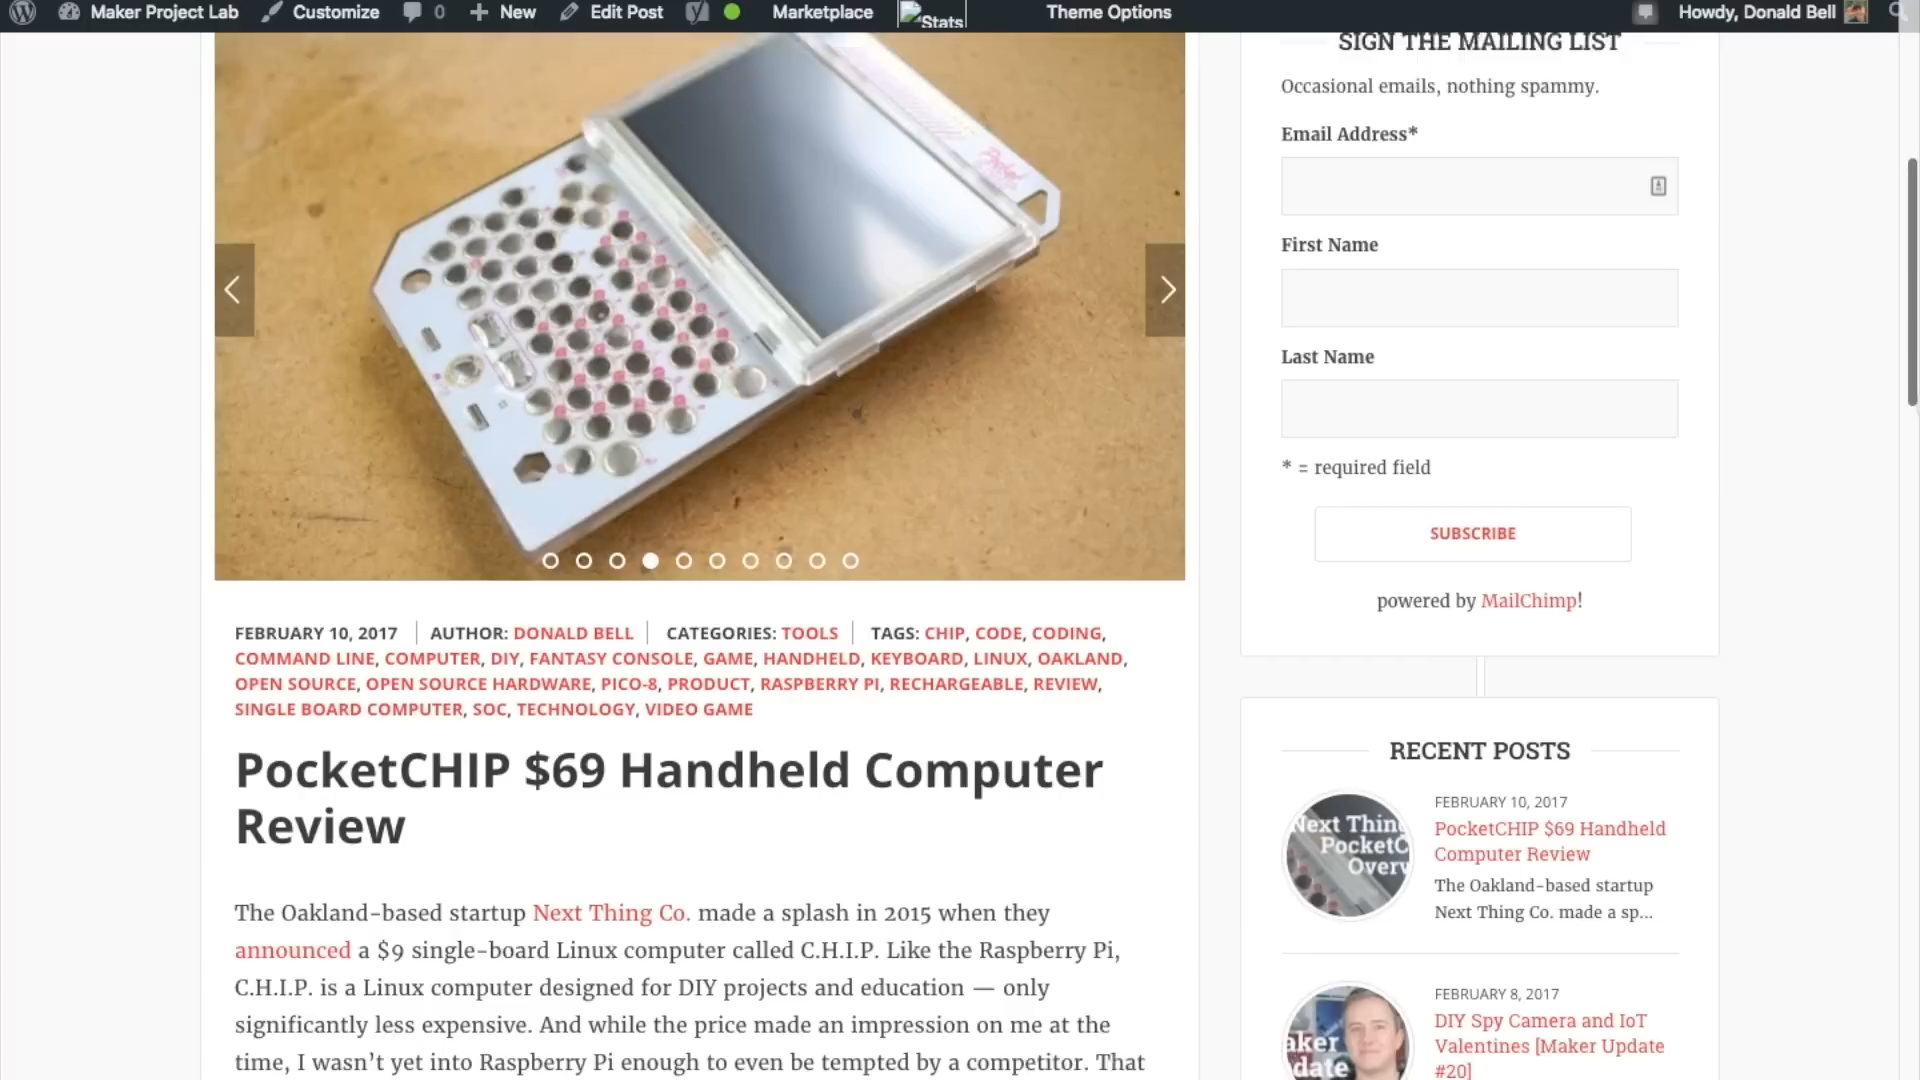 Maker Project Lab Customize 0 New Edit Post Marketplace Stats Theme Options Howdy, Donald Bell
FEBRUARY 10, 2017 AUTHOR: DONALD BELL CATEGORIES: TOOLS TAGS: CHIP, CODE, CODING,
COMMAND LINE, COMPUTER, DIY, FANTASY CONSOLE, GAME, HANDHELD, KEYBOARD, LINUX, OAKLAND,
OPEN SOURCE, OPEN SOURCE HARDWARE, PICO-8, PRODUCT, RASPBERRY PI, RECHARGEABLE, REVIEW,
SINGLE BOARD COMPUTER, SOC, TECHNOLOGY, VIDEO GAME
PocketCHIP $69 Handheld Computer
Review
The Oakland-based startup Next Thing Co. made a splash in 2015 when they
announced a $9 single-board Linux computer called C.H.I.P. Like the Raspberry Pi,
C.H.I.P. is a Linux computer designed for DIY projects and education — only
significantly less expensive. And while the price made an impression on me at the
time, I wasn't yet into Raspberry Pi enough to even be tempted by a competitor. That
SIGN THE MAILING LIST
Occasional emails, nothing spammy.
Email Address*
First Name
Last Name
* = required field
SUBSCRIBE
powered by MailChimp!
RECENT POSTS
Next Thing
PocketC
Overv
FEBRUARY 10, 2017
PocketCHIP $69 Handheld
Computer Review
The Oakland-based startup
Next Thing Co. made a sp...
aker
date
FEBRUARY 8, 2017
DIY Spy Camera and IoT
Valentines [Maker Update
#20]